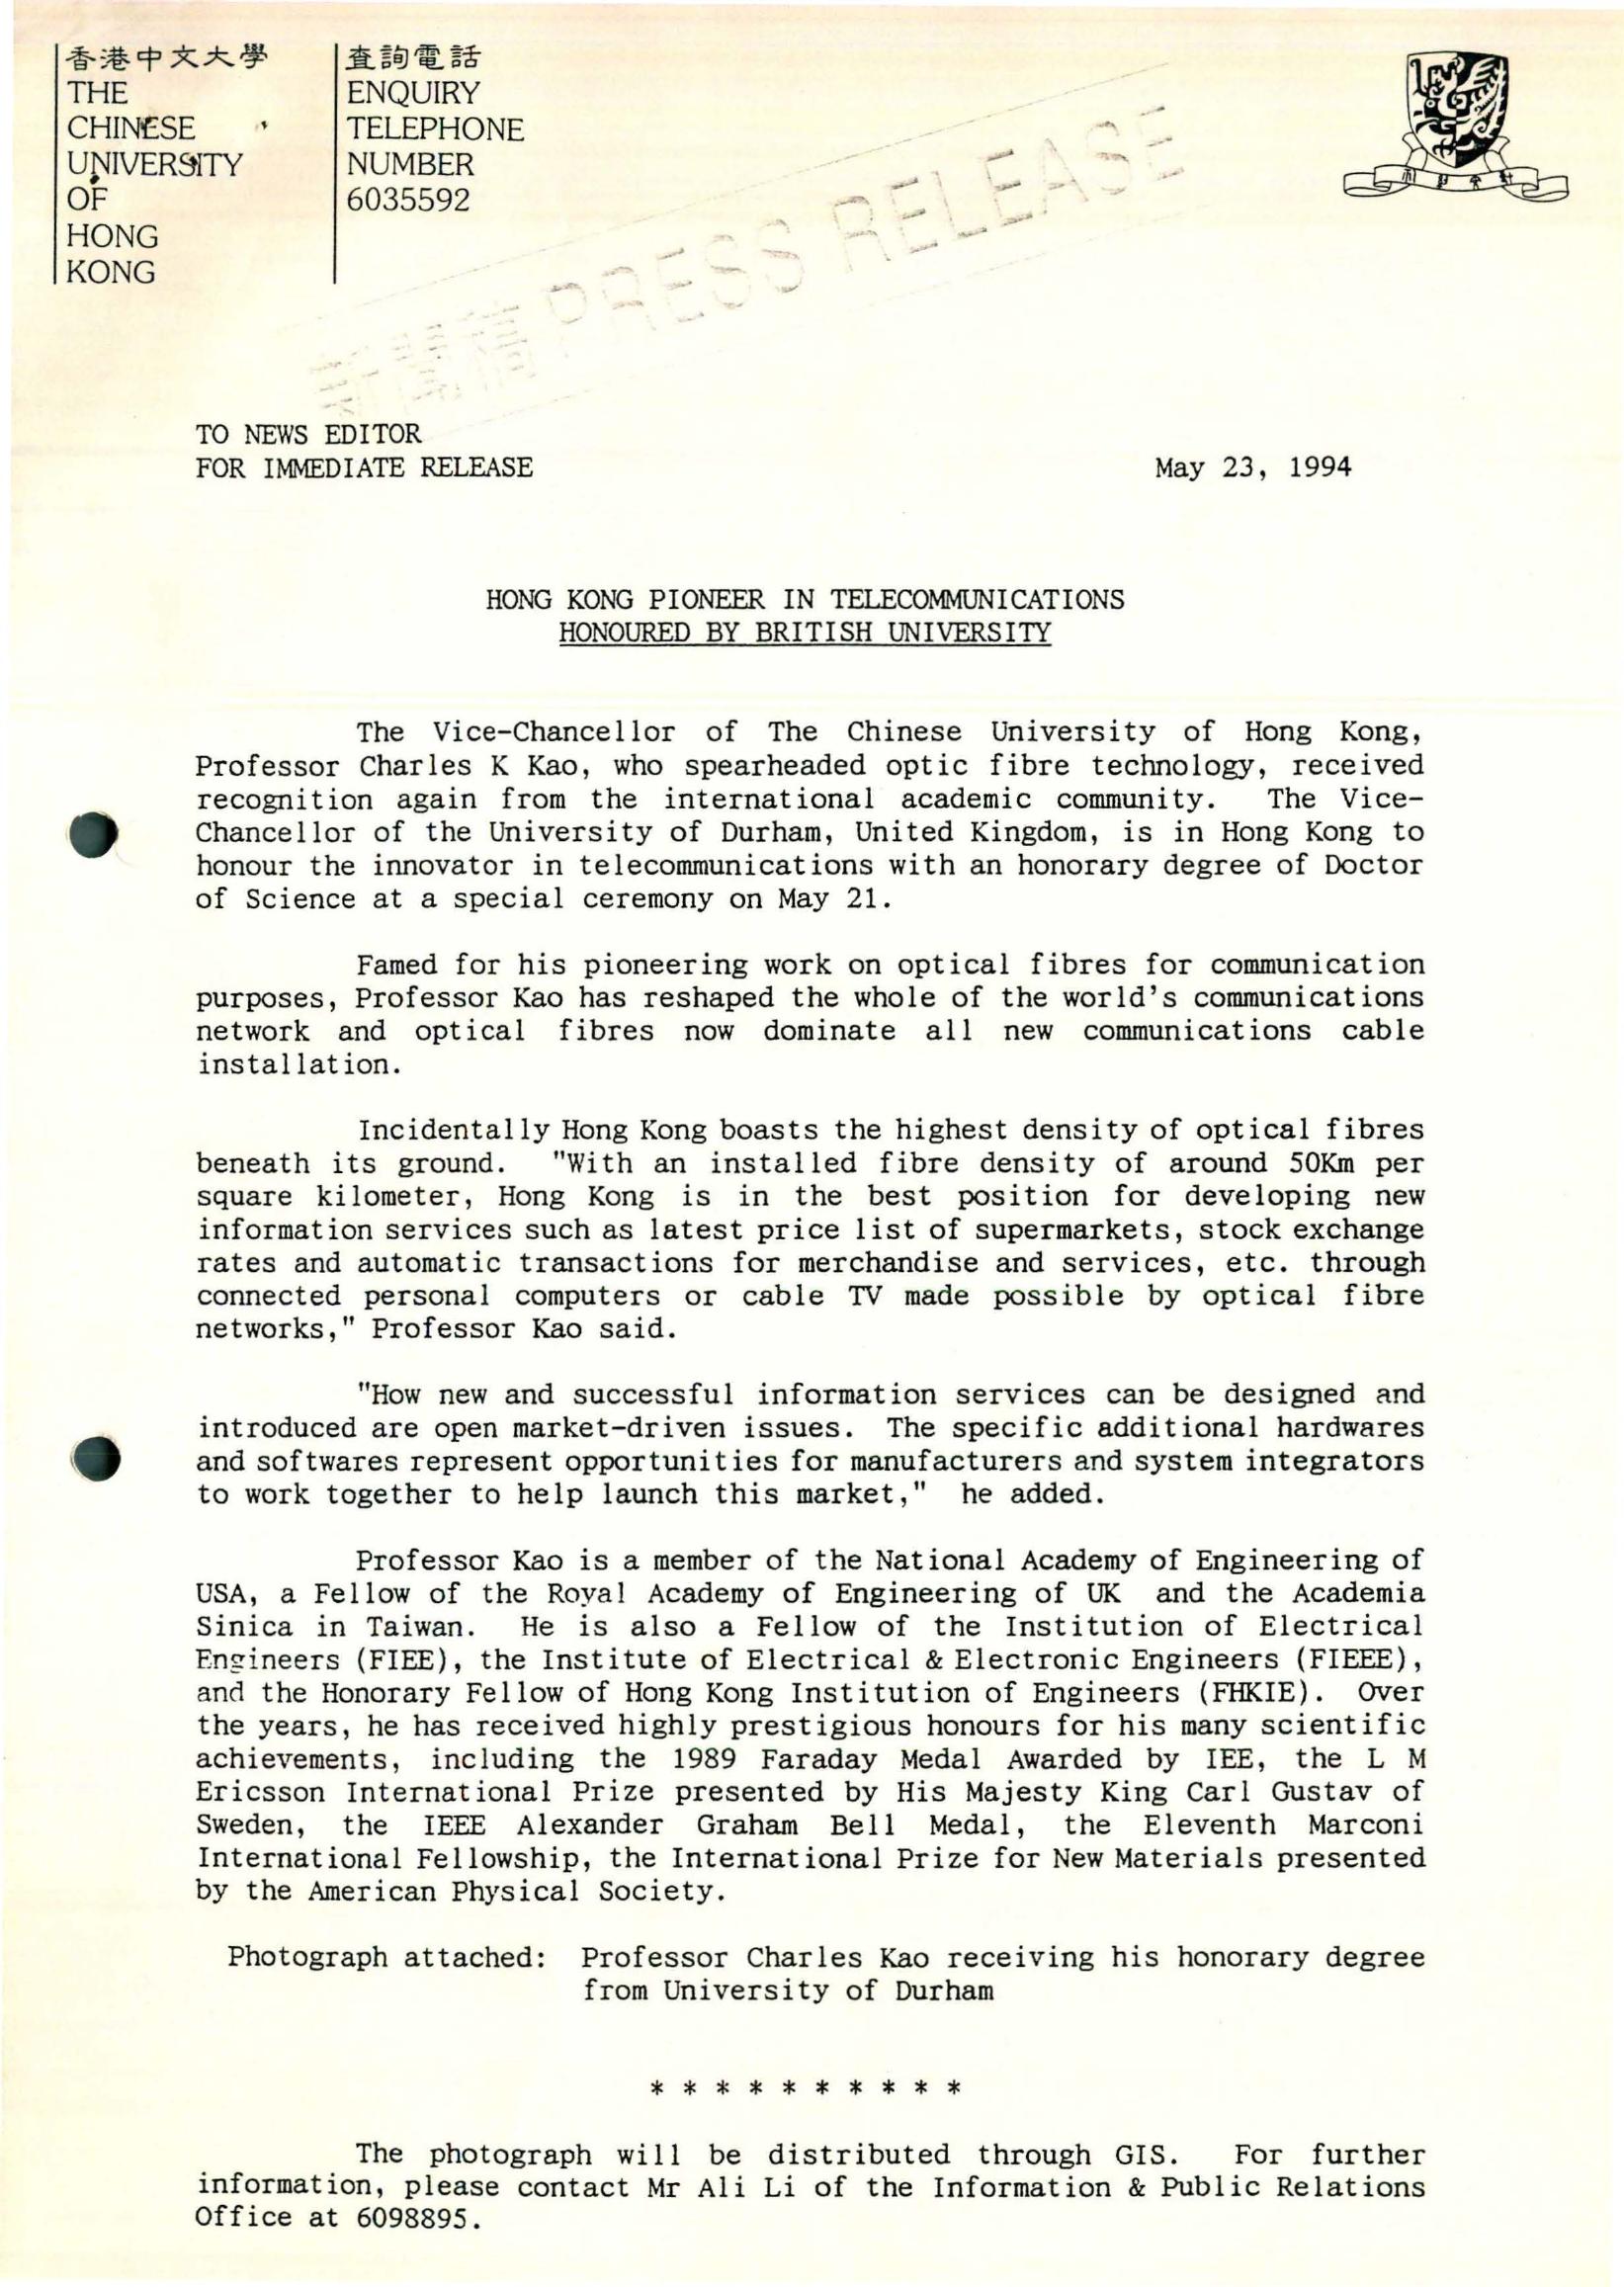 香港中文大學
THE
CHINESE
UNIVERSITY
OF
HONG
KONG
查詢電話
ENQUIRY
TELEPHONE
NUMBER
6035592
新聞稿 PRESS RELEASE
TO NEWS EDITOR
FOR IMMEDIATE RELEASE
May 23, 1994
HONG KONG PIONEER IN TELECOMMUNICATIONS
HONOURED BY BRITISH UNIVERSITY
The Vice-Chancellor of The Chinese University of Hong Kong,
Professor Charles K Kao, who spearheaded optic fibre technology, received
recognition again from the international academic community. The Vice-
Chancellor of the University of Durham, United Kingdom, is in Hong Kong to
honour the innovator in telecommunications with an honorary degree of Doctor
of Science at a special ceremony on May 21.
Famed for his pioneering work on optical fibres for communication
purposes, Professor Kao has reshaped the whole of the world's communications
network and optical fibres now dominate all new communications cable
installation.
Incidentally Hong Kong boasts the highest density of optical fibres
beneath its ground. "With an installed fibre density of around 50Km per
square kilometer, Hong Kong is in the best position for developing new
information services such as latest price list of supermarkets, stock exchange
rates and automatic transactions for merchandise and services, etc. through
connected personal computers or cable TV made possible by optical fibre
networks," Professor Kao said.
"How new and successful information services can be designed and
introduced are open market-driven issues. The specific additional hardwares
and softwares represent opportunities for manufacturers and system integrators
to work together to help launch this market," he added.
Professor Kao is a member of the National Academy of Engineering of
USA, a Fellow of the Royal Academy of Engineering of UK and the Academia
Sinica in Taiwan. He is also a Fellow of the Institution of Electrical
Engineers (FIEE), the Institute of Electrical & Electronic Engineers (FIEEE),
and the Honorary Fellow of Hong Kong Institution of Engineers (FHKIE). Over
the years, he has received highly prestigious honours for his many scientific
achievements, including the 1989 Faraday Medal Awarded by IEE, the L M
Ericsson International Prize presented by His Majesty King Carl Gustav of
Sweden, the IEEE Alexander Graham Bell Medal, the Eleventh Marconi
International Fellowship, the International Prize for New Materials presented
by the American Physical Society.
Photograph attached: Professor Charles Kao receiving his honorary degree
from University of Durham
* * * * * * * * * *
The photograph will be distributed through GIS. For further
information, please contact Mr Ali Li of the Information & Public Relations
Office at 6098895.